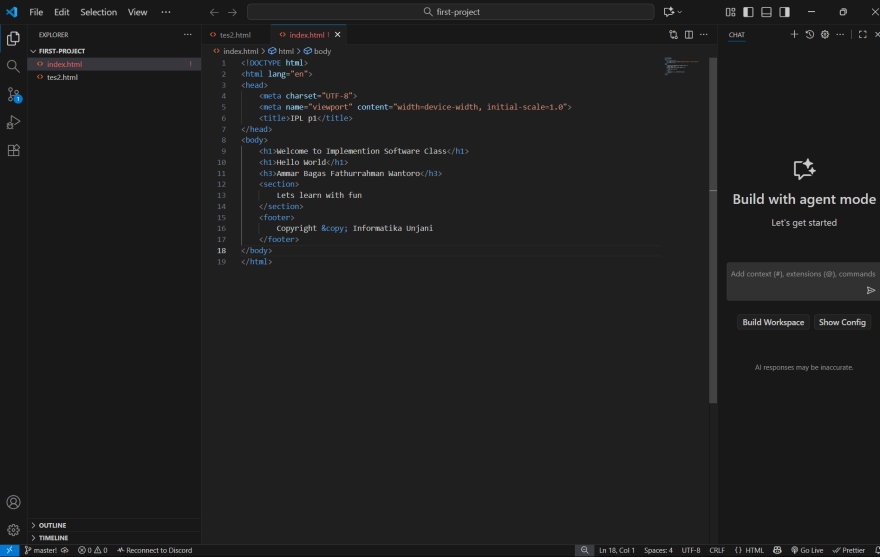 File Edit Selection View ··· first-project
EXPLORER ···
FIRST-PROJECT
index.html !
tes2.html
OUTLINE
TIMELINE
tes2.html index.html !
index.html > html > body
1 <!DOCTYPE html>
2 <html lang="en">
3 <head>
4 <meta charset="UTF-8">
5 <meta name="viewport" content="width=device-width, initial-scale=1.0">
6 <title>IPL p1</title>
7 </head>
8 <body>
9 <h1>Welcome to Implemention Software Class</h1>
10 <h1>Hello World</h1>
11 <h3>Ammar Bagas Fathurrahman Wantoro</h3>
12 <section>
13 Lets learn with fun
14 </section>
15 <footer>
16 Copyright &copy; Informatika Unjani
17 </footer>
18 </body>
19 </html>
CHAT
Build with agent mode
Let's get started
Add context (#), extensions (@), commands
Build Workspace Show Config
AI responses may be inaccurate.
1
master! 0 0 Reconnect to Discord Ln 18, Col 1 Spaces: 4 UTF-8 CRLF {} HTML Go Live Prettier